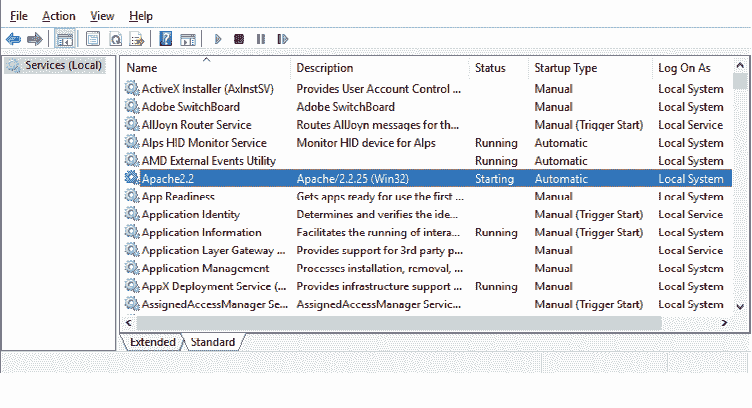 File Action View Help
Services (Local)
Name Description Status Startup Type Log On As
ActiveX Installer (AxInstSV) Provides User Account Control ... Manual Local System
Adobe SwitchBoard Adobe SwitchBoard Manual Local System
AllJoyn Router Service Routes AllJoyn messages for th... Manual (Trigger Start) Local Service
Alps HID Monitor Service Monitor HID device for Alps Running Automatic Local System
AMD External Events Utility Running Automatic Local System
Apache2.2 Apache/2.2.25 (Win32) Starting Automatic Local System
App Readiness Gets apps ready for use the first ... Manual Local System
Application Identity Determines and verifies the ide... Manual (Trigger Start) Local Service
Application Information Facilitates the running of intera... Running Manual (Trigger Start) Local System
Application Layer Gateway ... Provides support for 3rd party p... Manual Local Service
Application Management Processes installation, removal, ... Manual Local System
AppX Deployment Service (... Provides infrastructure support ... Running Manual Local System
AssignedAccessManager Se... AssignedAccessManager Servic... Manual (Trigger Start) Local System
Extended Standard